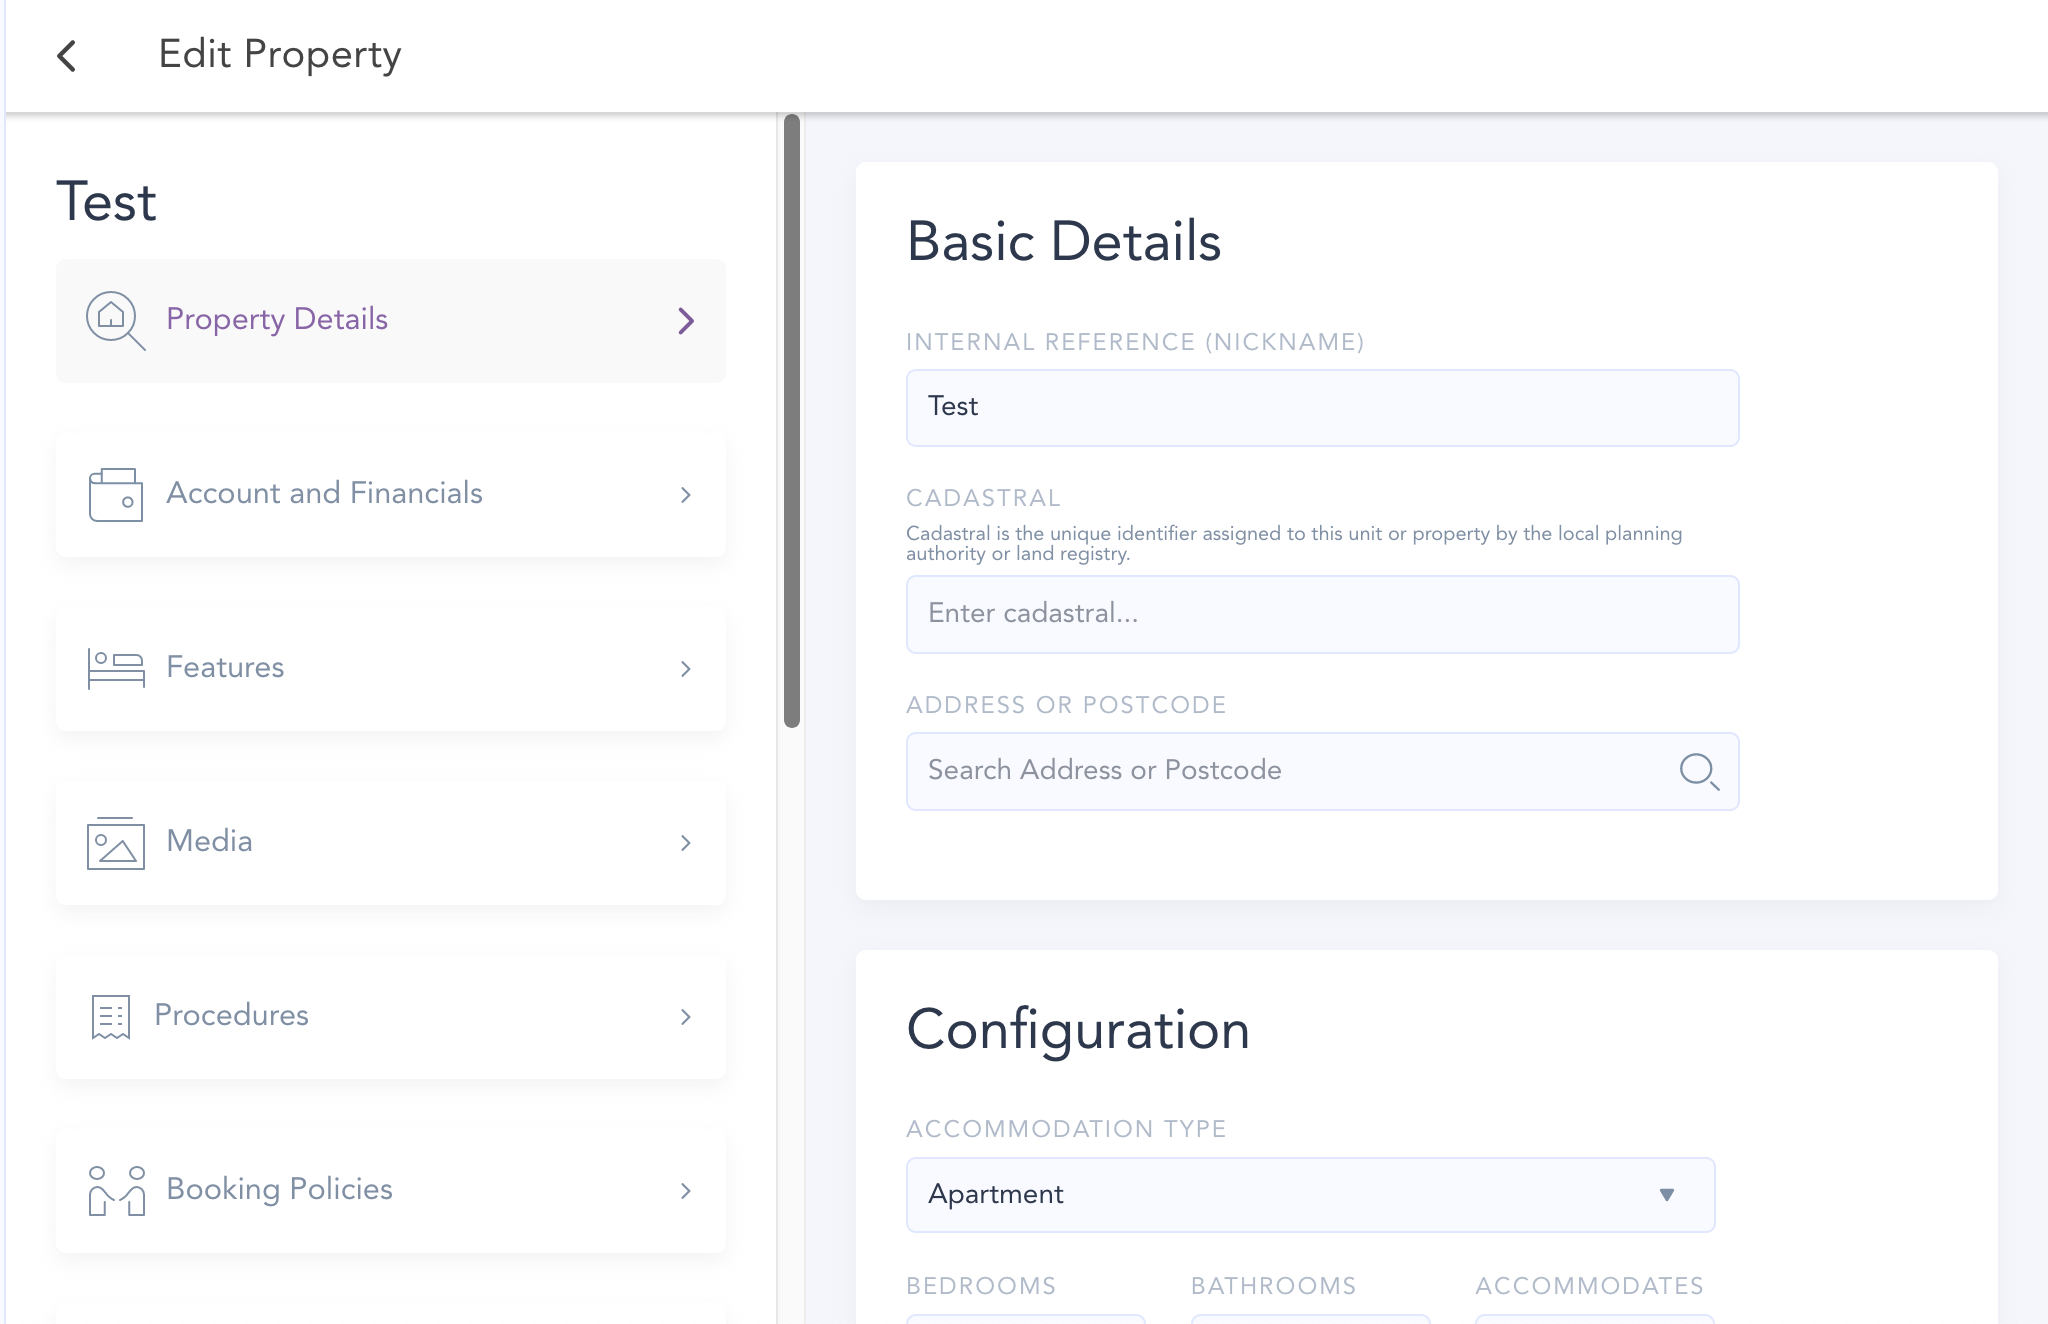 Edit Property
Test
Property Details
Account and Financials
Features
Media
Procedures
Booking Policies
Basic Details
INTERNAL REFERENCE (NICKNAME)
Test
CADASTRAL
Cadastral is the unique identifier assigned to this unit or property by the local planning
authority or land registry.
Enter cadastral...
ADDRESS OR POSTCODE
Search Address or Postcode
Configuration
ACCOMMODATION TYPE
Apartment
BEDROOMS BATHROOMS ACCOMMODATES